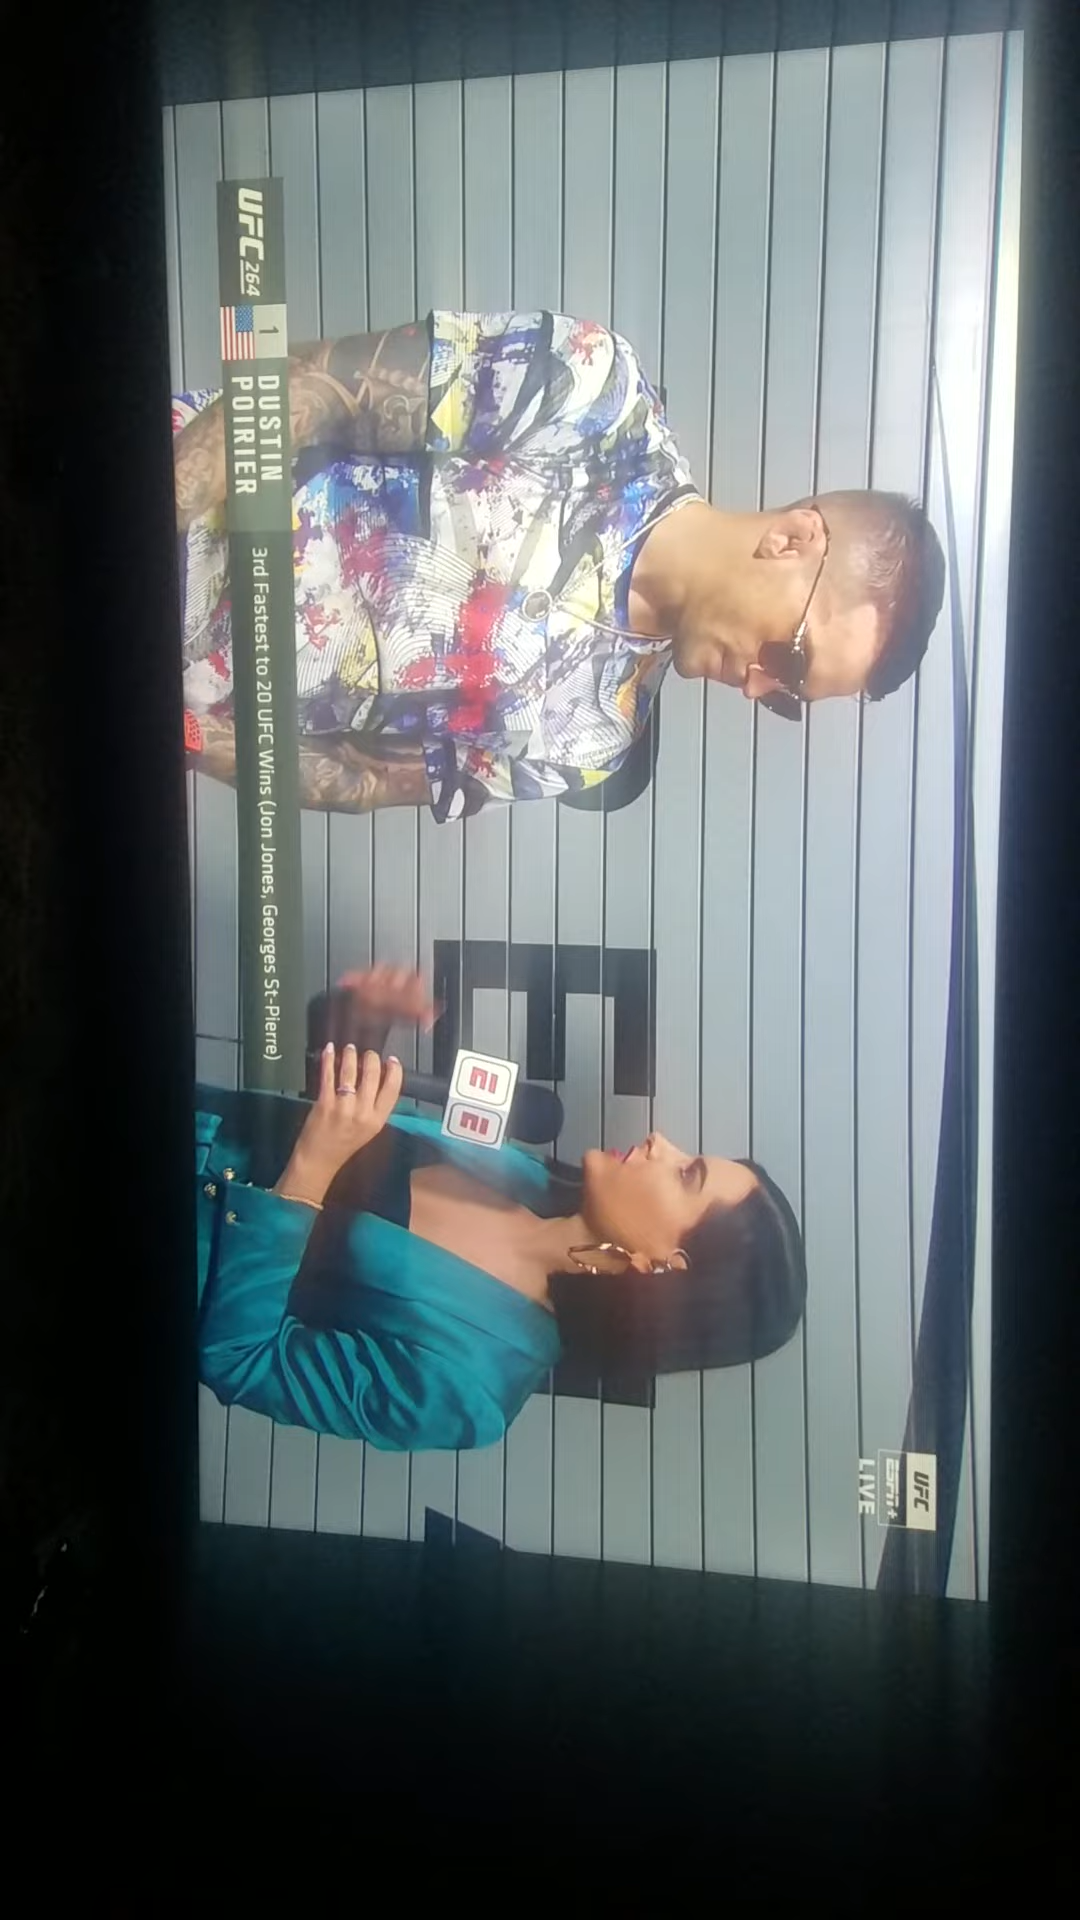 UFC
ESPN+
LIVE
E
UFC 264
1
DUSTIN
POIRIER
3rd Fastest to 20 UFC Wins (Jon Jones, Georges St-Pierre)